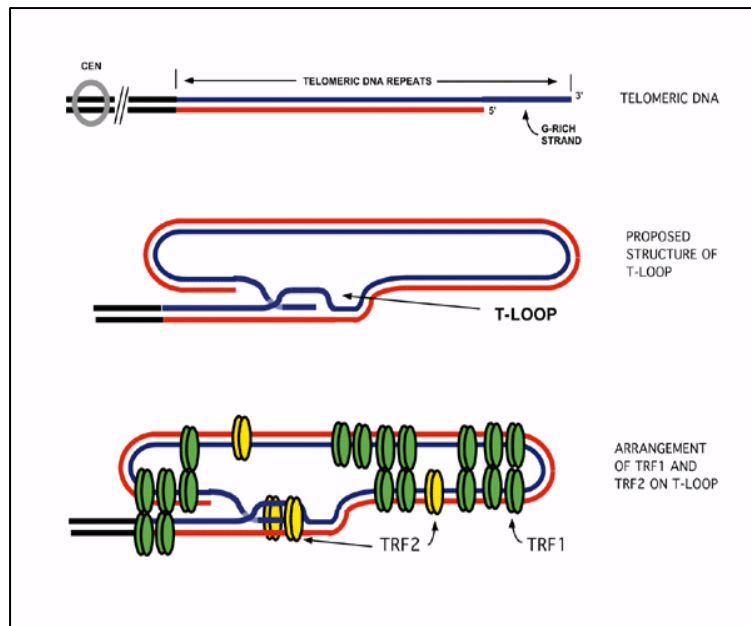 CEN
TELOMERIC DNA REPEATS
3'
TELOMERIC DNA
5'
G-RICH
STRAND
PROPOSED
STRUCTURE OF
T-LOOP
T-LOOP
ARRANGEMENT
OF TRF1 AND
TRF2 ON T-LOOP
TRF2
TRF1